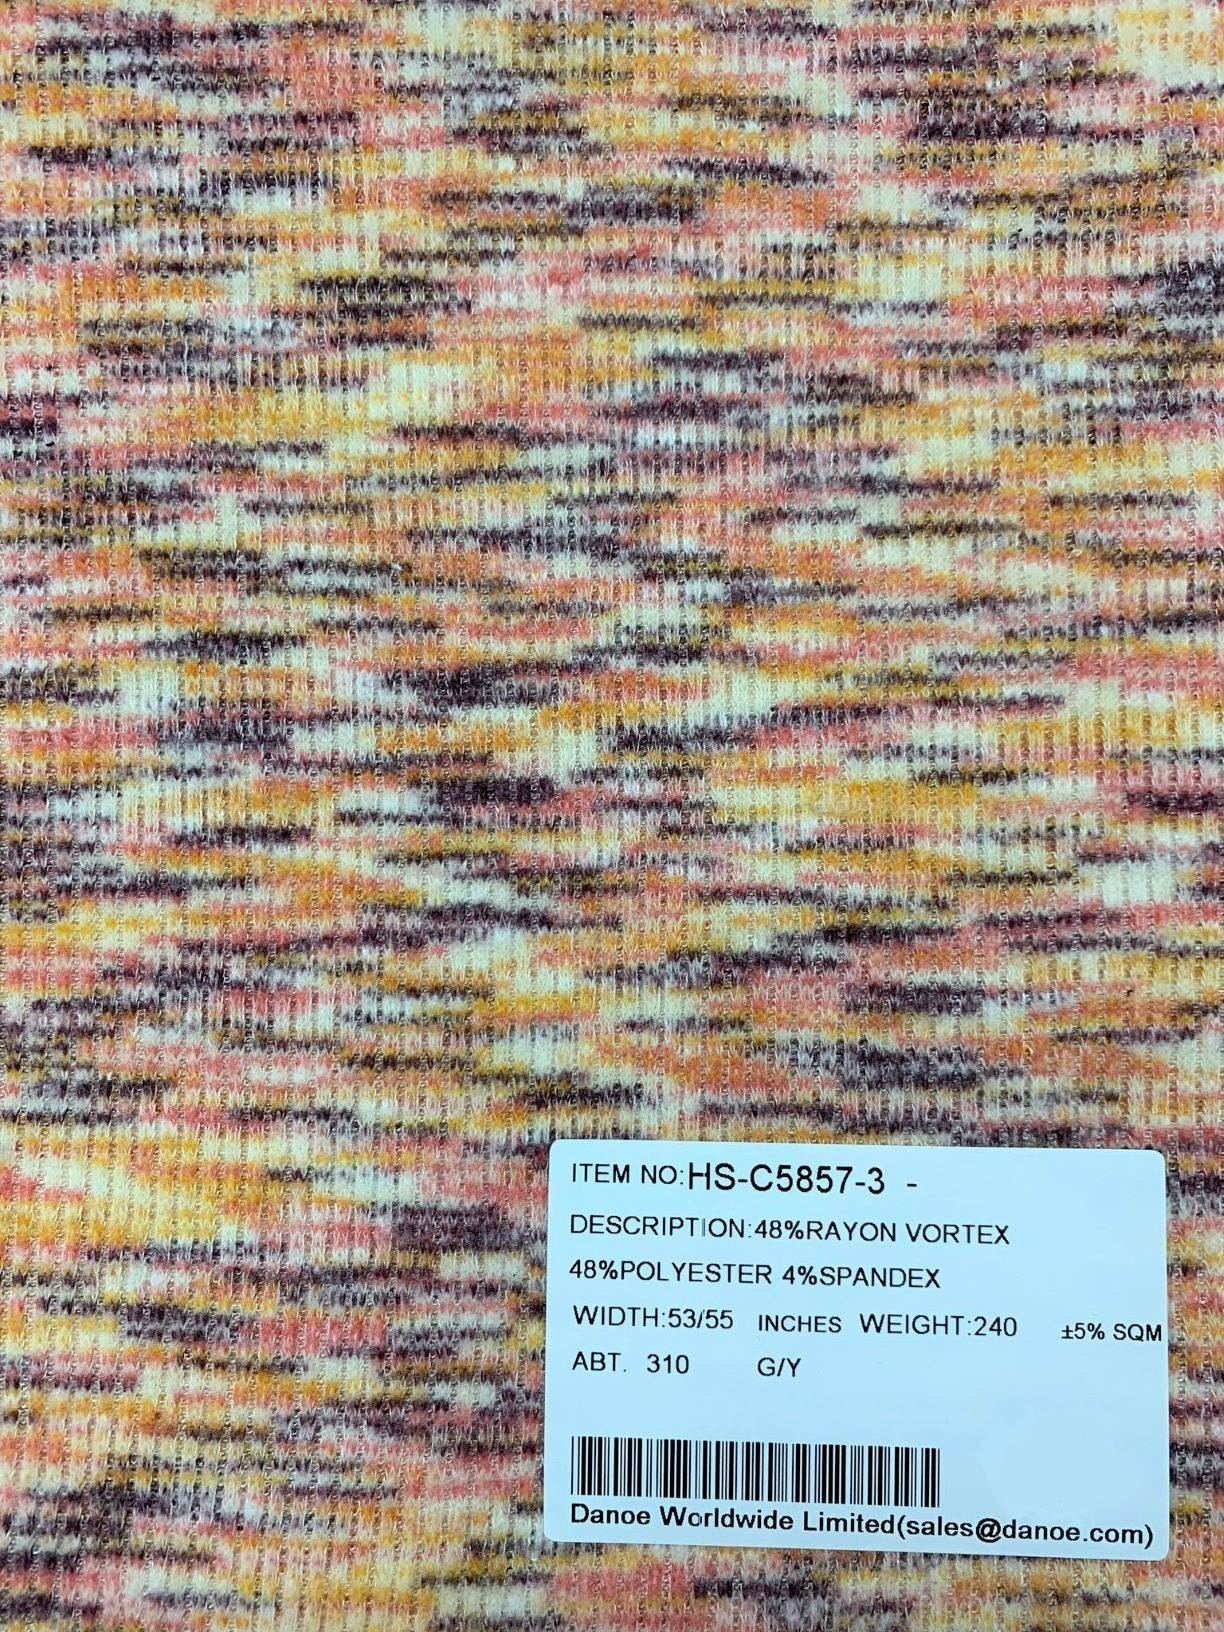 ITEM NO:HS-C5857-3 -
DESCRIPTION:48%RAYON VORTEX
48%POLYESTER 4%SPANDEX
WIDTH:53/55 INCHES WEIGHT:240 ±5% SQM
ABT. 310 G/Y
Danoe Worldwide Limited(sales@danoe.com)